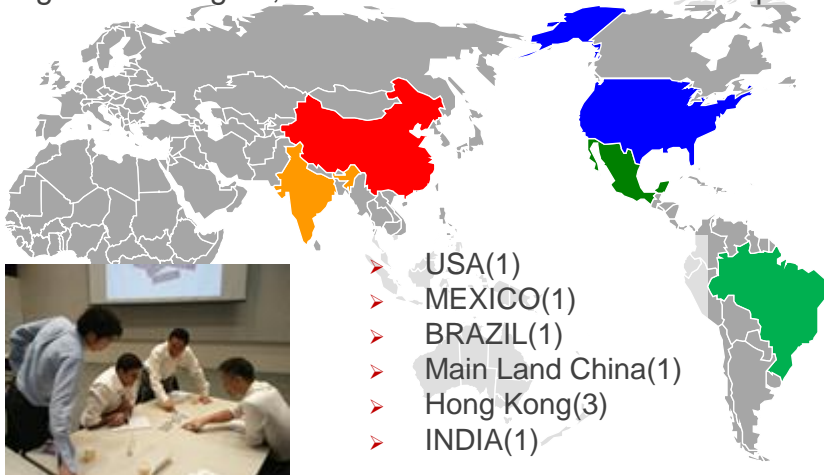 USA(1)
MEXICO(1)
BRAZIL(1)
Main Land China(1)
Hong Kong(3)
INDIA(1)